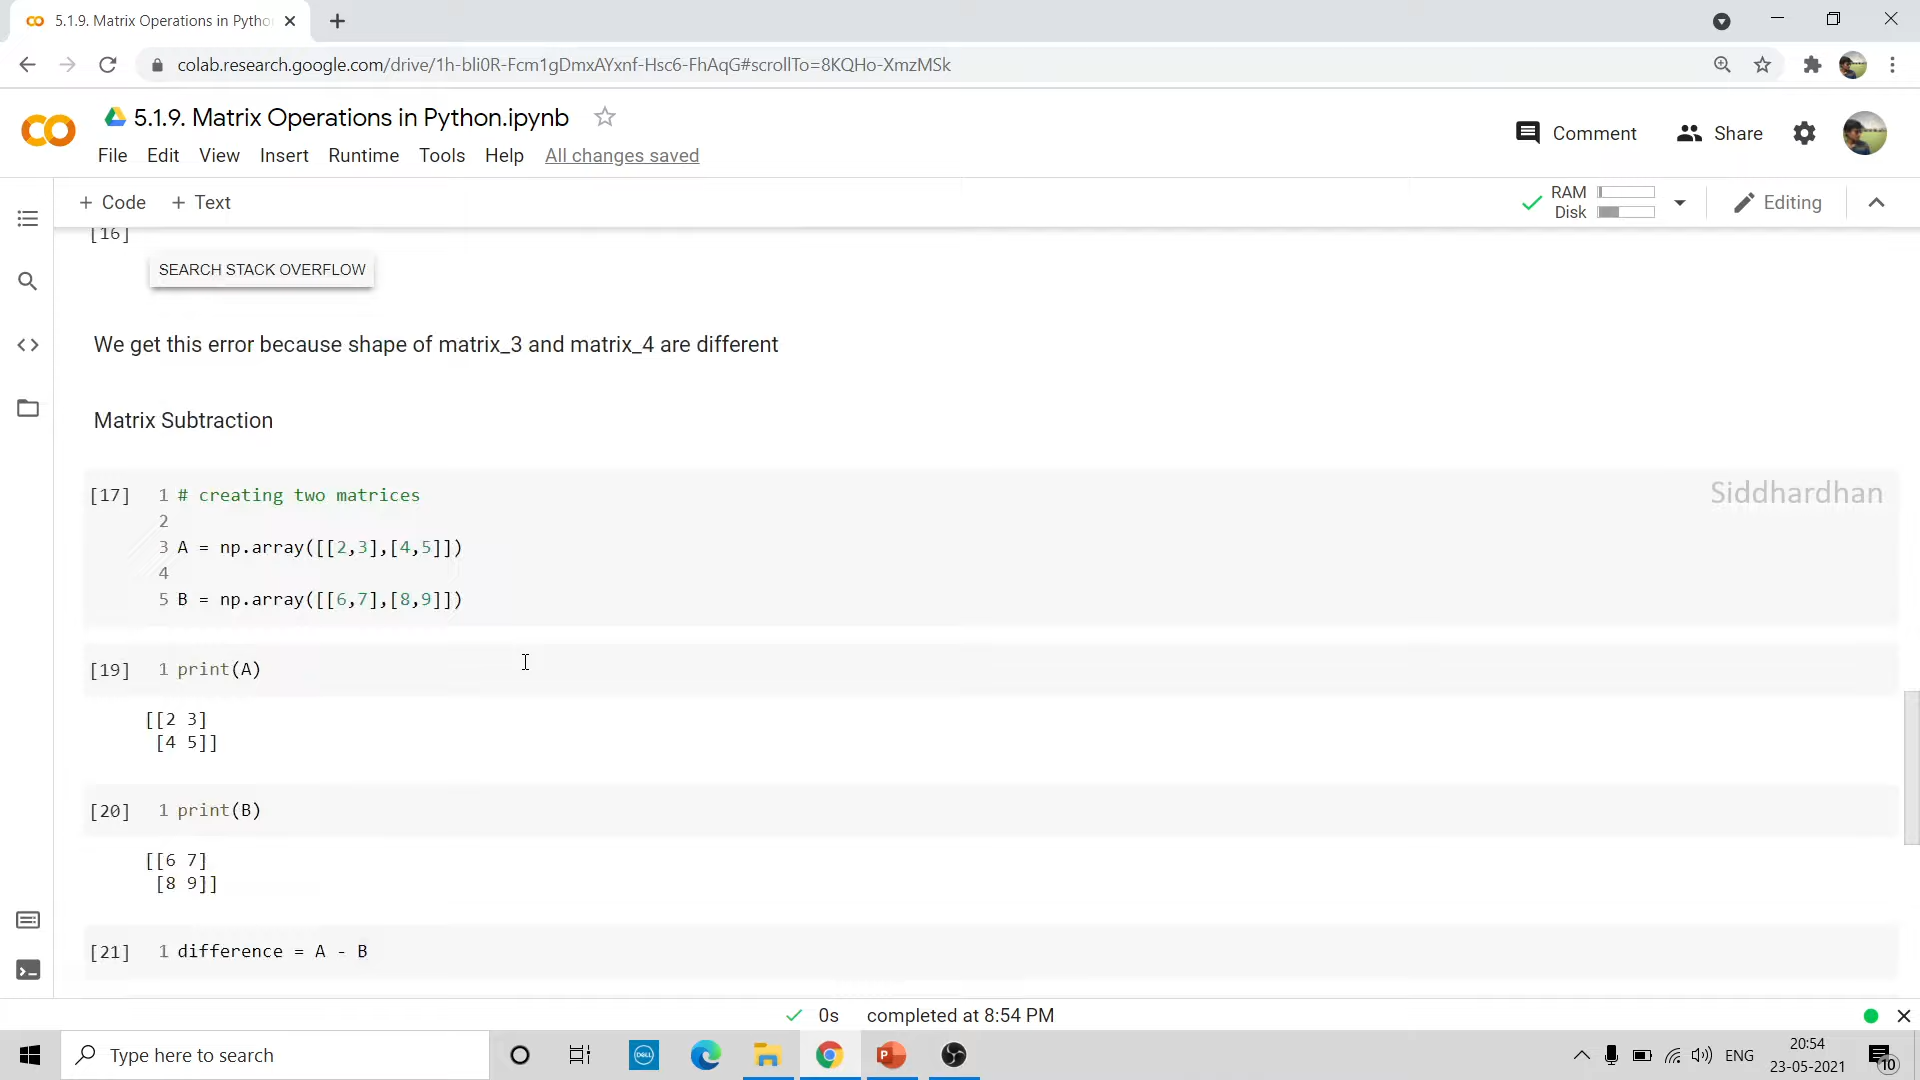 5.1.9. Matrix Operations in Pytho
colab.research.google.com/drive/1h-bli0R-Fcm1gDmxAYxnf-Hsc6-FhAqG#scrollTo=8KQHo-XmzMSk
5.1.9. Matrix Operations in Python.ipynb
Comment
Share
File Edit View Insert Runtime Tools Help All changes saved
+ Code + Text
RAM
Disk
Editing
[16]
SEARCH STACK OVERFLOW
We get this error because shape of matrix_3 and matrix_4 are different
Matrix Subtraction
[17] 1 # creating two matrices
Siddhardhan
2
3 A = np.array([[2,3],[4,5]])
4
5 B = np.array([[6,7],[8,9]])
[19] 1 print(A)
[[2 3]
[4 5]]
[20] 1 print(B)
[[6 7]
[8 9]]
[21] 1 difference = A - B
0s completed at 8:54 PM
Type here to search
DELL
ENG
20:54
23-05-2021
10